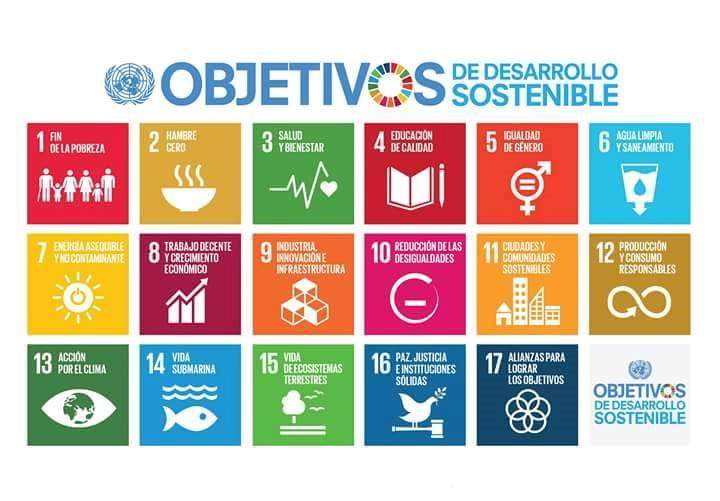 OBJETIVOS DE DESARROLLO SOSTENIBLE
1 FIN
DE LA POBREZA
2 HAMBRE
CERO
3 SALUD
Y BIENESTAR
4 EDUCACIÓN
DE CALIDAD
5 IGUALDAD
DE GÉNERO
6 AGUA LIMPIA
Y SANEAMIENTO
7 ENERGÍA ASEQUIBLE
Y NO CONTAMINANTE
8 TRABAJO DECENTE
Y CRECIMIENTO
ECONÓMICO
9 INDUSTRIA,
INNOVACIÓN E
INFRAESTRUCTURA
10 REDUCCIÓN DE LAS
DESIGUALDADES
11 CIUDADES Y
COMUNIDADES
SOSTENIBLES
12 PRODUCCIÓN
Y CONSUMO
RESPONSABLES
13 ACCIÓN
POR EL CLIMA
14 VIDA
SUBMARINA
15 VIDA
DE ECOSISTEMAS
TERRESTRES
16 PAZ, JUSTICIA
E INSTITUCIONES
SÓLIDAS
17 ALIANZAS PARA
LOGRAR
LOS OBJETIVOS
OBJETIVOS
DE DESARROLLO
SOSTENIBLE